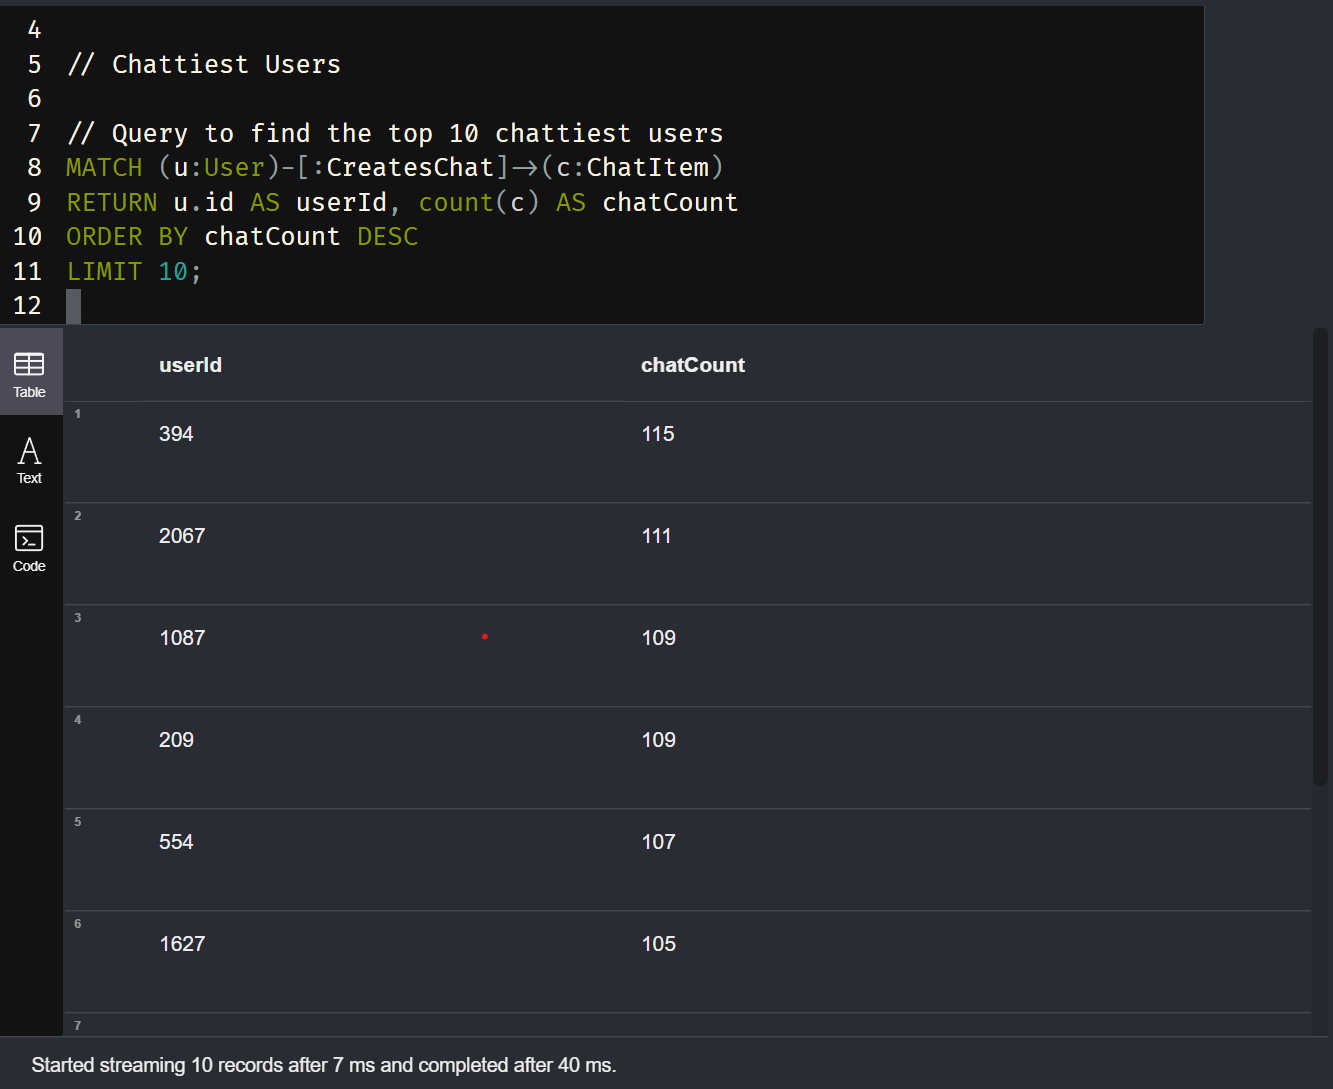 4
5 // Chattiest Users
6
7 // Query to find the top 10 chattiest users
8 MATCH (u:User)-[:CreatesChat]->(c:ChatItem)
9 RETURN u.id AS userId, count(c) AS chatCount
10 ORDER BY chatCount DESC
11 LIMIT 10;
12
Table
Text
Code
userId chatCount
1
394 115
2
2067 111
3
1087 109
4
209 109
5
554 107
6
1627 105
7
Started streaming 10 records after 7 ms and completed after 40 ms.